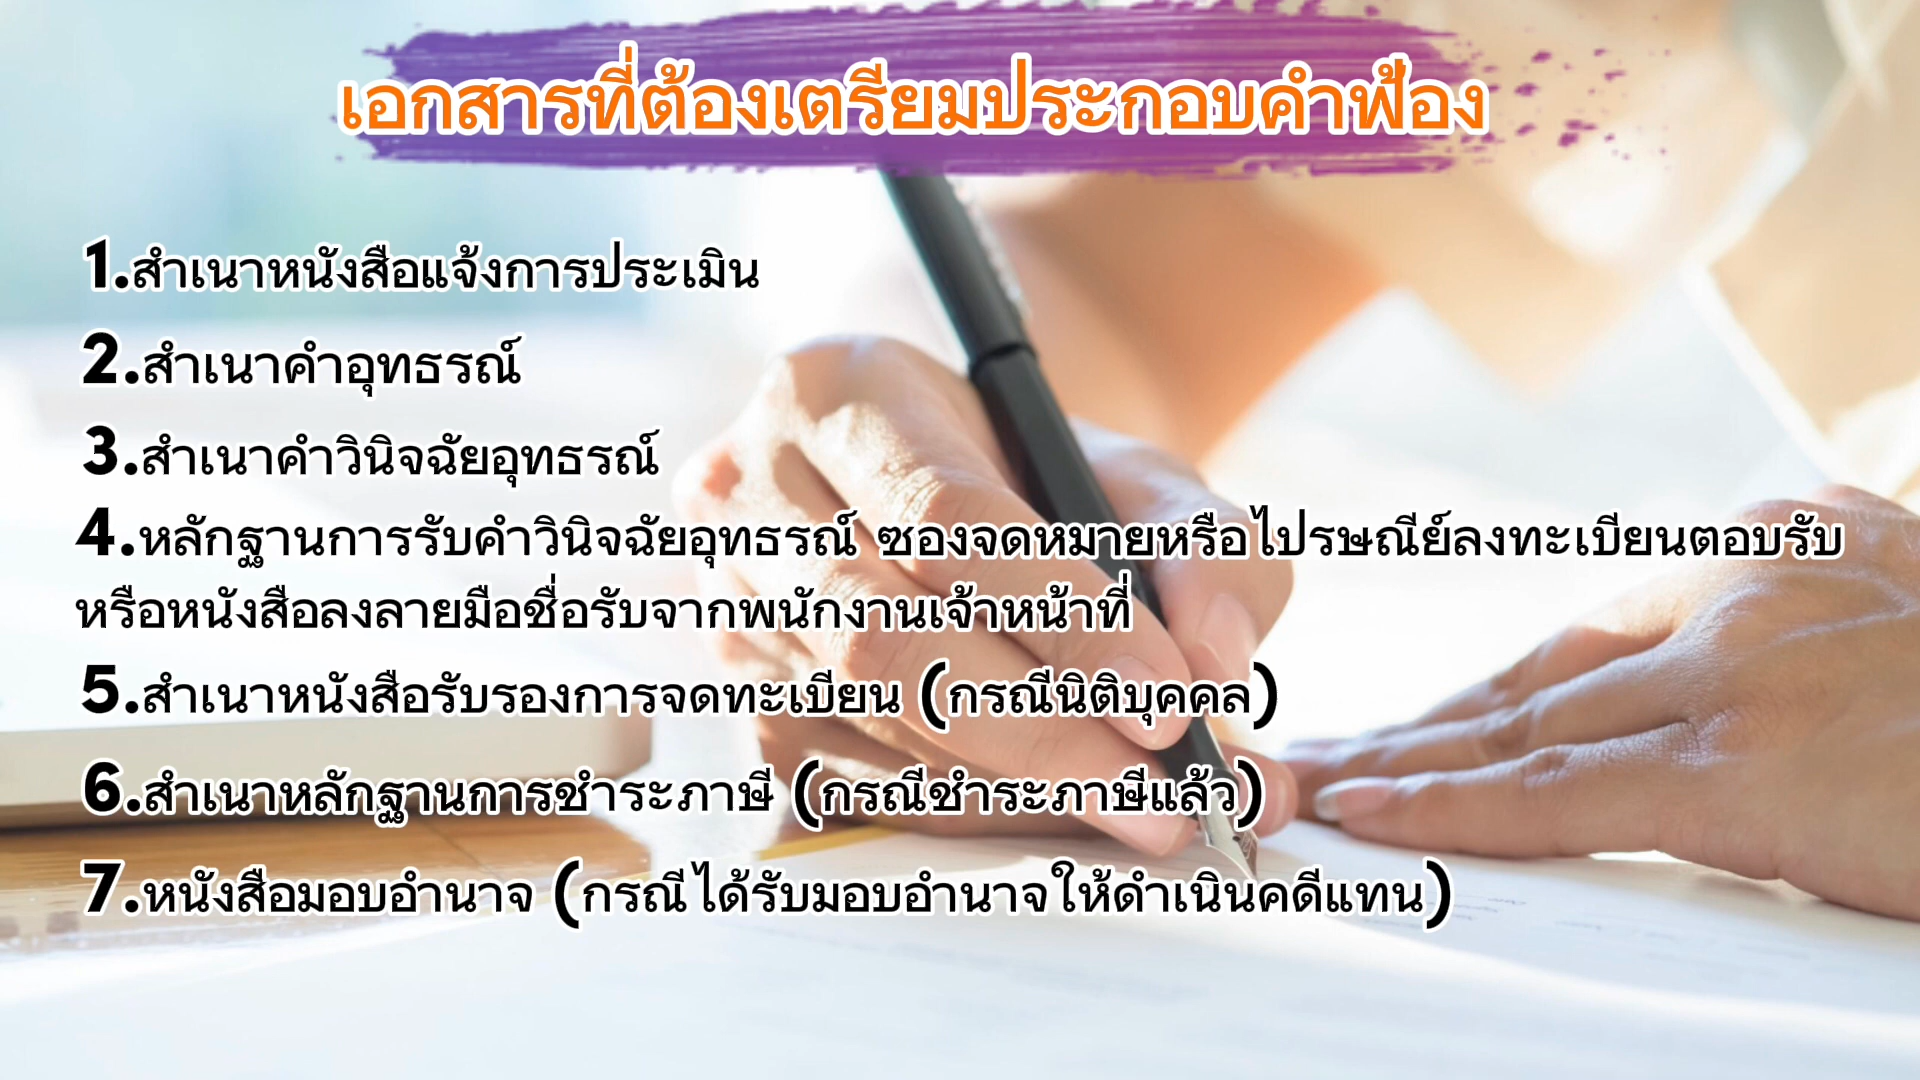 เอกสารที่ต้องเตรียมประกอบคำฟ้อง
1.สำเนาหนังสือแจ้งการประเมิน
2.สำเนาคำอุทธรณ์
3.สำเนาคำวินิจฉัยอุทธรณ์
4.หลักฐานการรับคำวินิจฉัยอุทธรณ์ ซองจดหมายหรือไปรษณีย์ลงทะเบียนตอบรับ
หรือหนังสือลงลายมือชื่อรับจากพนักงานเจ้าหน้าที่
5.สำเนาหนังสือรับรองการจดทะเบียน (กรณีนิติบุคคล)
6.สำเนาหลักฐานการชำระภาษี (กรณีชำระภาษีแล้ว)
7.หนังสือมอบอำนาจ (กรณีได้รับมอบอำนาจให้ดำเนินคดีแทน)